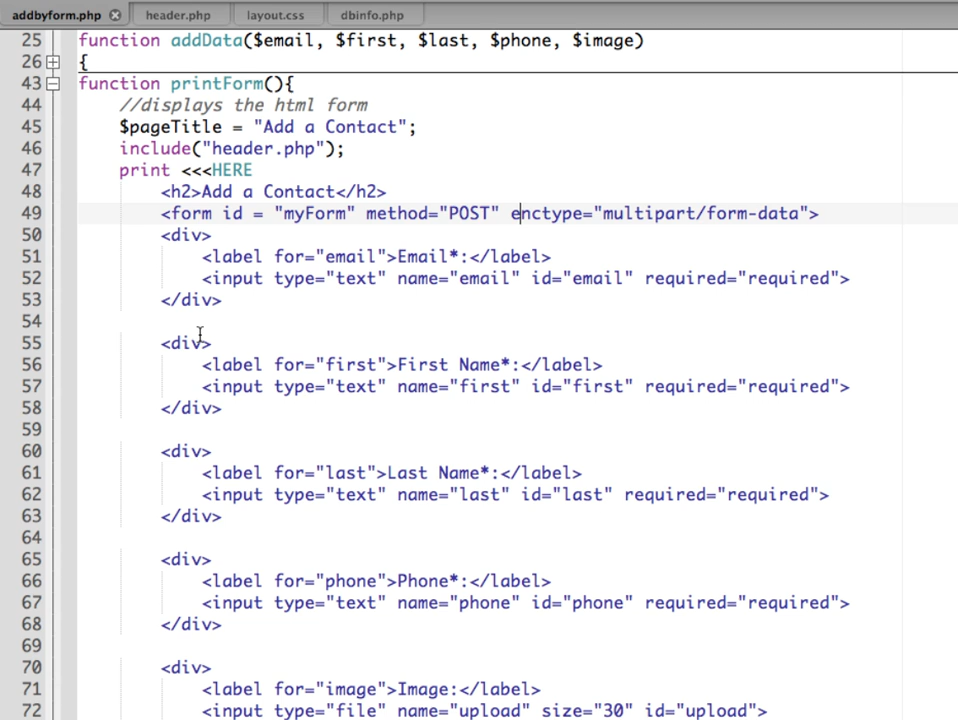 addbyform.php header.php layout.css dbinfo.php
25 function addData($email, $first, $last, $phone, $image)
26 {
43 function printForm(){
44 //displays the html form
45 $pageTitle = "Add a Contact";
46 include("header.php");
47 print <<<HERE
48 <h2>Add a Contact</h2>
49 <form id = "myForm" method="POST" enctype="multipart/form-data">
50 <div>
51 <label for="email">Email*:</label>
52 <input type="text" name="email" id="email" required="required">
53 </div>
54
55 <div>
56 <label for="first">First Name*:</label>
57 <input type="text" name="first" id="first" required="required">
58 </div>
59
60 <div>
61 <label for="last">Last Name*:</label>
62 <input type="text" name="last" id="last" required="required">
63 </div>
64
65 <div>
66 <label for="phone">Phone*:</label>
67 <input type="text" name="phone" id="phone" required="required">
68 </div>
69
70 <div>
71 <label for="image">Image:</label>
72 <input type="file" name="upload" size="30" id="upload">